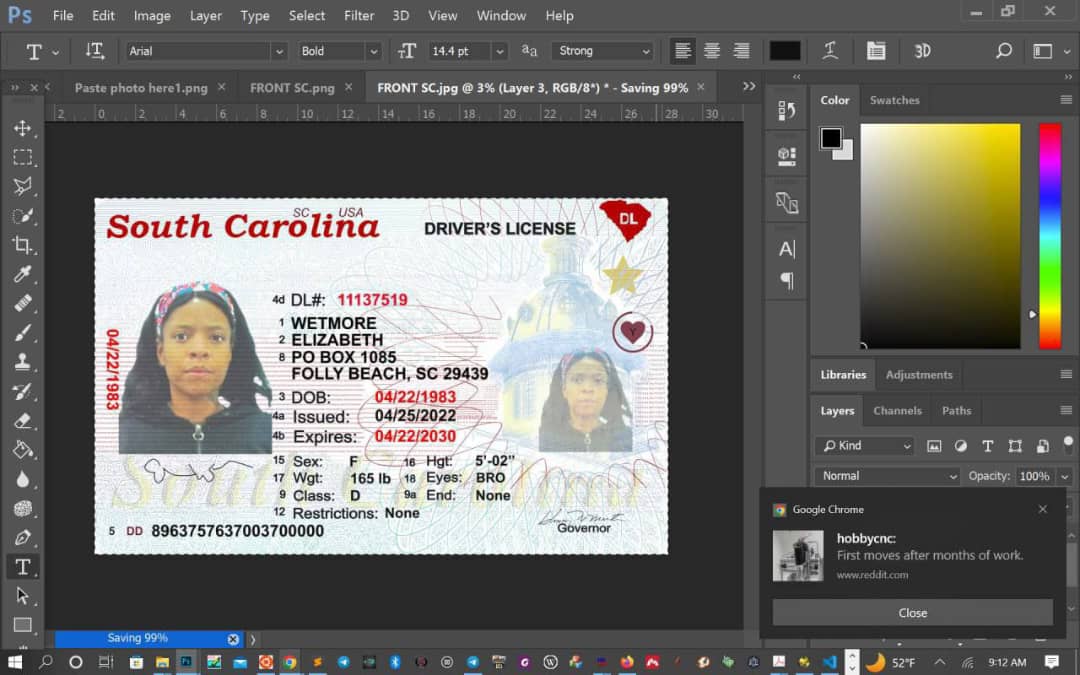 Ps File Edit Image Layer Type Select Filter 3D View Window Help
T Arial Bold 14.4 pt aa Strong 3D
Paste photo here1.png × FRONT SC.png × FRONT SC.jpg @ 3% (Layer 3, RGB/8*) * - Saving 99% ×
2 0 2 4 6 8 10 12 14 16 18 20 22 24 26 28 30
Color Swatches
SC USA
South Carolina
DRIVER'S LICENSE
DL
4d DL#: 11137519
1 WETMORE
2 ELIZABETH
8 PO BOX 1085
FOLLY BEACH, SC 29439
Y
04/22/1983
3 DOB: 04/22/1983
4a Issued: 04/25/2022
4b Expires: 04/22/2030
15 Sex: F 16 Hgt: 5'-02"
17 Wgt: 165 lb 18 Eyes: BRO
9 Class: D 9a End: None
12 Restrictions: None
5 DD 8963757637003700000
Governor
South Carolina
Libraries Adjustments
Layers Channels Paths
Kind
Normal Opacity: 100%
Google Chrome
hobbycnc:
First moves after months of work.
www.reddit.com
Close
Saving 99%
52°F 9:12 AM